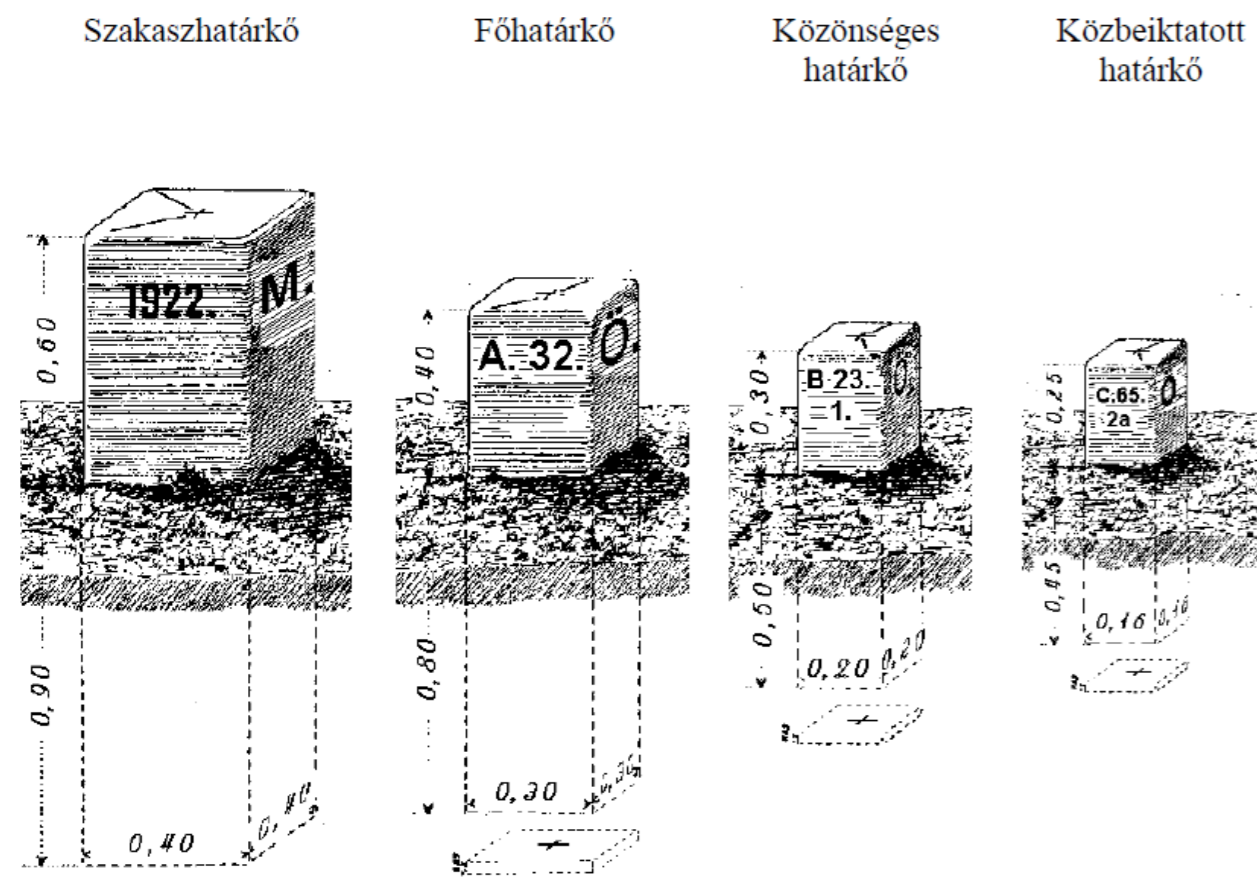 Szakaszhatárkő
Főhatárkő
Közönséges
határkő
Közbeiktatott
határkő
0,60
1922.
M.
0,90
0,40
0,40
0,40
A. 32.
Ö.
0,80
0,30
0,30
0,30
B 23.
1.
Ö.
0,50
0,20
0,20
0,25
C.65.
2a
Ö
0,45
0,16
0,16